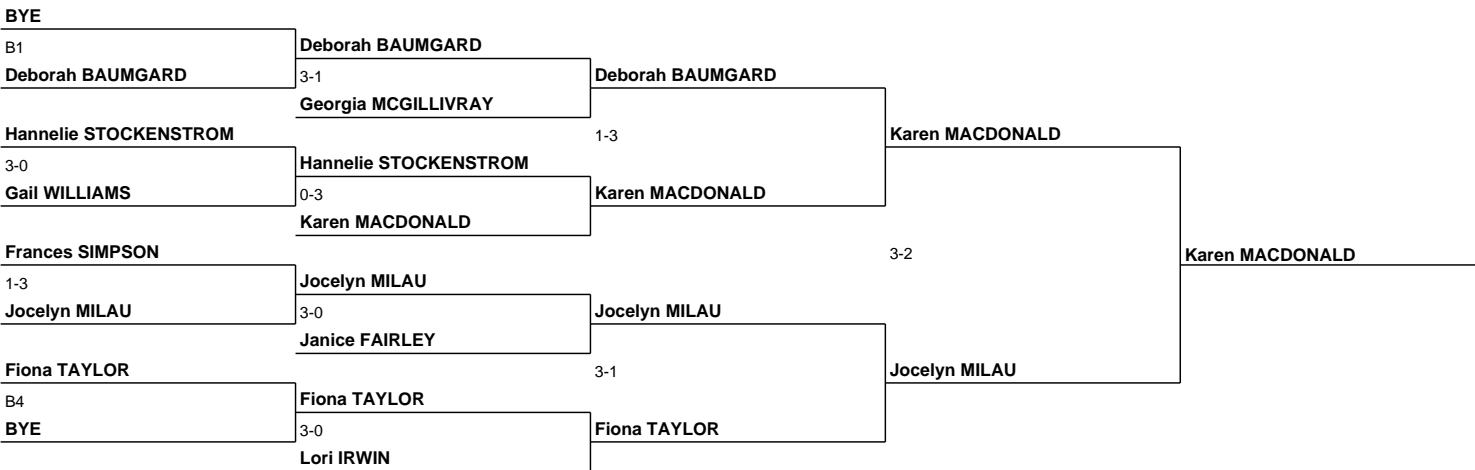 BYE
B1
Deborah BAUMGARD
Hannelie STOCKENSTROM
3-0
Gail WILLIAMS
Frances SIMPSON
1-3
Jocelyn MILAU
Fiona TAYLOR
B4
BYE
Deborah BAUMGARD
3-1
Georgia MCGILLIVRAY
Hannelie STOCKENSTROM
0-3
Karen MACDONALD
Jocelyn MILAU
3-0
Janice FAIRLEY
Fiona TAYLOR
3-0
Lori IRWIN
Deborah BAUMGARD
1-3
Karen MACDONALD
Jocelyn MILAU
3-1
Fiona TAYLOR
Karen MACDONALD
3-2
Jocelyn MILAU
Karen MACDONALD